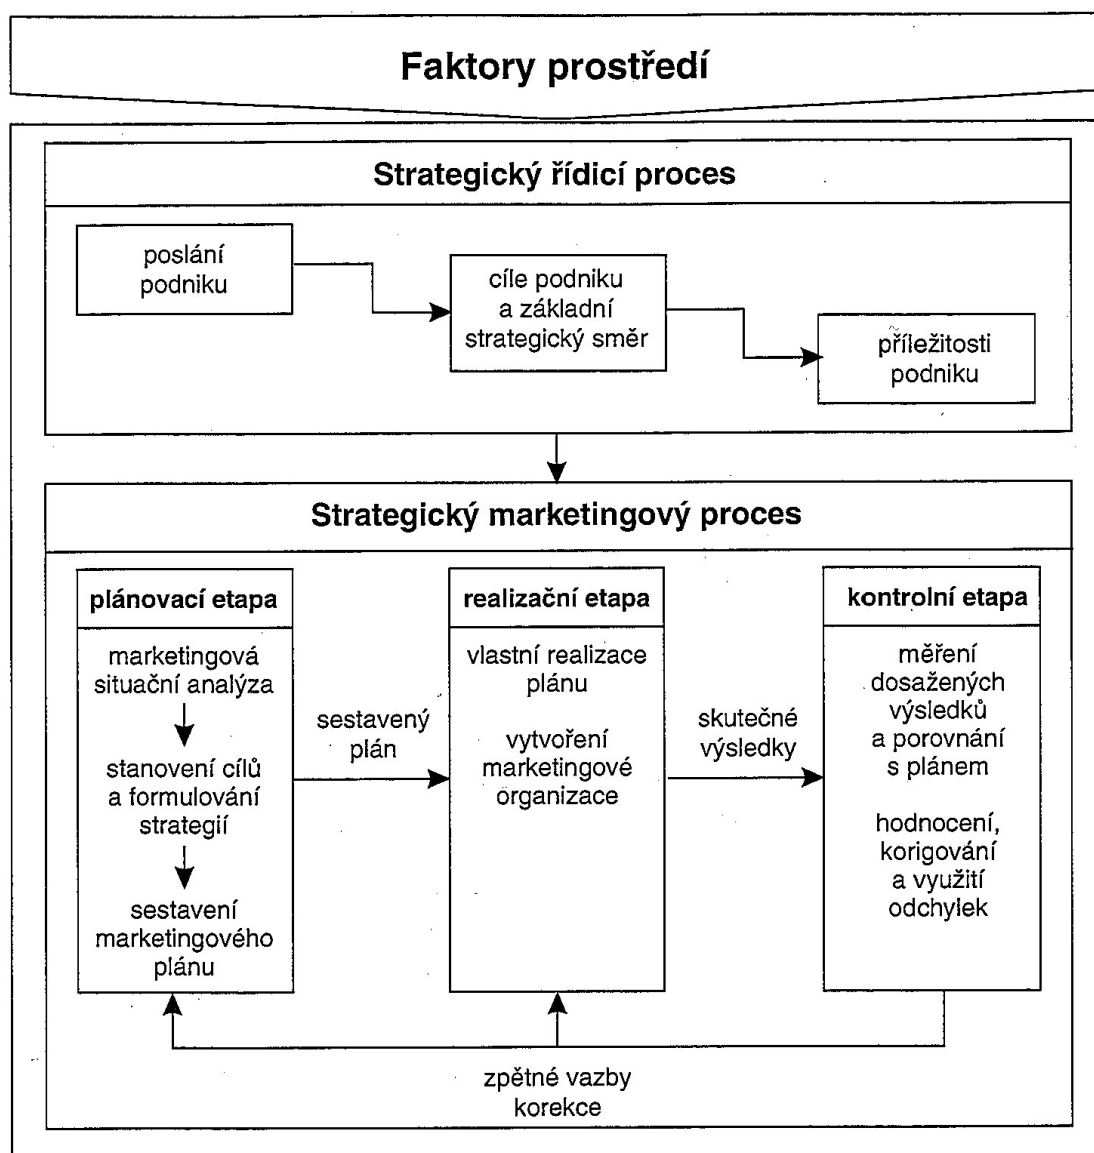 Faktory prostředí
Strategický řídicí proces
poslání
podniku
cíle podniku
a základní
strategický směr
příležitosti
podniku
Strategický marketingový proces
plánovací etapa
marketingová
situační analýza
stanovení cílů
a formulování
strategií
sestavení
marketingového
plánu
sestavený
plán
realizační etapa
vlastní realizace
plánu
vytvoření
marketingové
organizace
skutečné
výsledky
kontrolní etapa
měření
dosažených
výsledků
a porovnání
s plánem
hodnocení,
korigování
a využití
odchylek
zpětné vazby
korekce